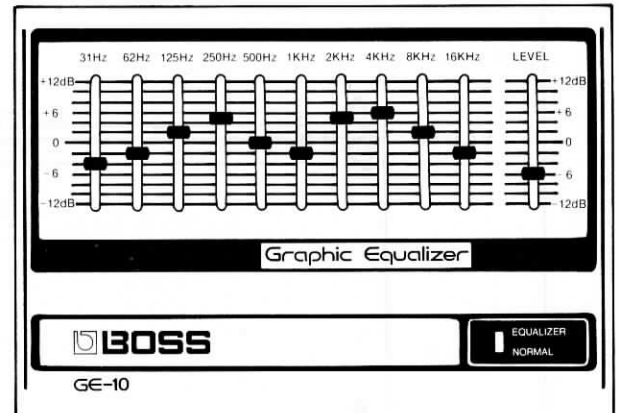 31Hz 62Hz 125Hz 250Hz 500Hz 1KHz 2KHz 4KHz 8KHz 16KHz LEVEL
+12dB +12dB
+6 +6
0 0
-6 -6
-12dB -12dB
Graphic Equalizer
BOSS
EQUALIZER
NORMAL
GE-10